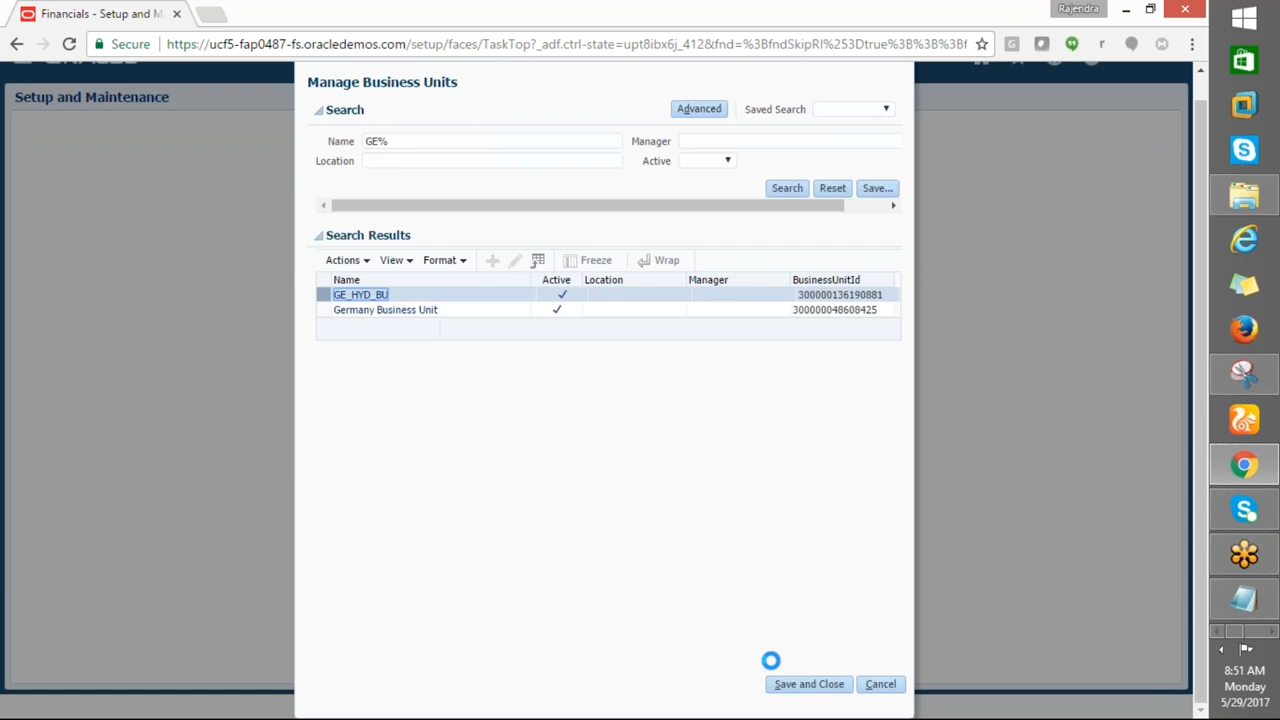 Financials - Setup and M
Rajendra
Secure
https://ucf5-fap0487-fs.oracledemos.com/setup/faces/TaskTop?_adf.ctrl-state=upt8ibx6j_412&fnd=%3BfndSkipRI%253Dtrue%3B%3B%3Bf
Setup and Maintenance
Manage Business Units
Search
Advanced
Saved Search
Name GE%
Manager
Location
Active
Search Reset Save...
Search Results
Actions View Format Freeze Wrap
Name Active Location Manager BusinessUnitId
GE_HYD_BU 300000136190881
Germany Business Unit 300000048608425
Save and Close Cancel
8:51 AM
Monday
5/29/2017